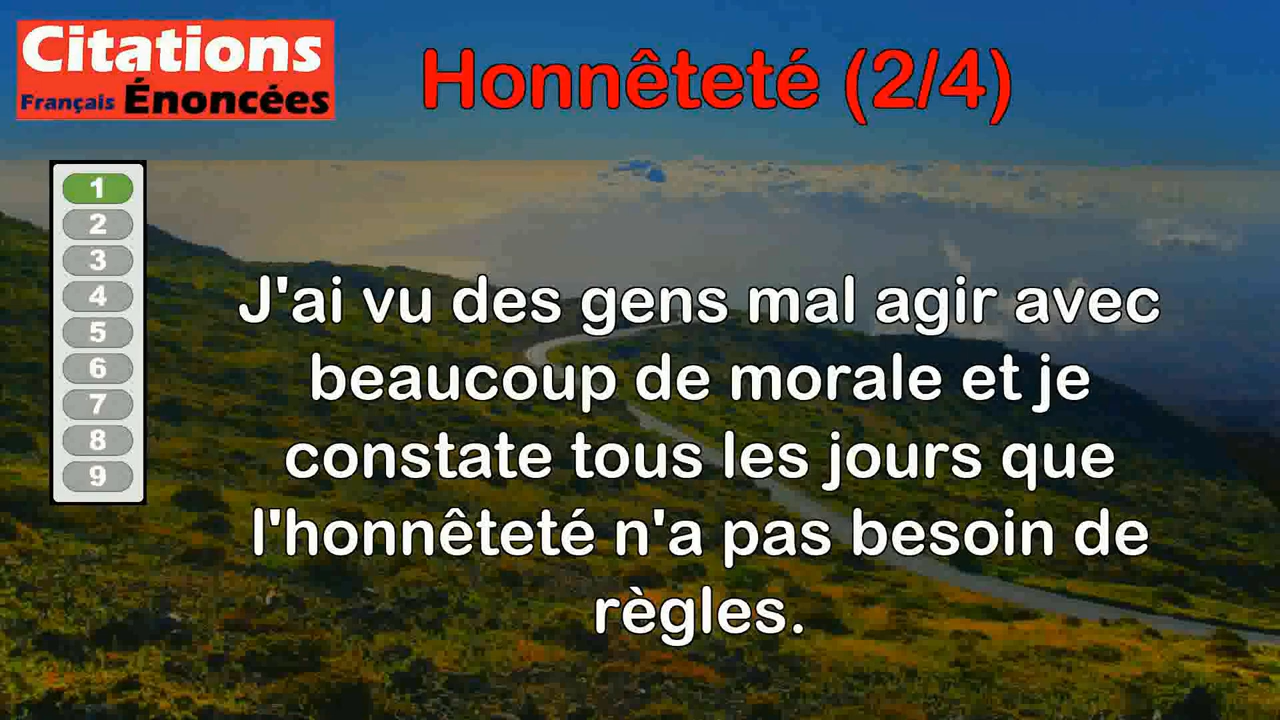 Citations
Français Énoncées
Honnêteté (2/4)
1
2
3
4
5
6
7
8
9
J'ai vu des gens mal agir avec
beaucoup de morale et je
constate tous les jours que
l'honnêteté n'a pas besoin de
règles.